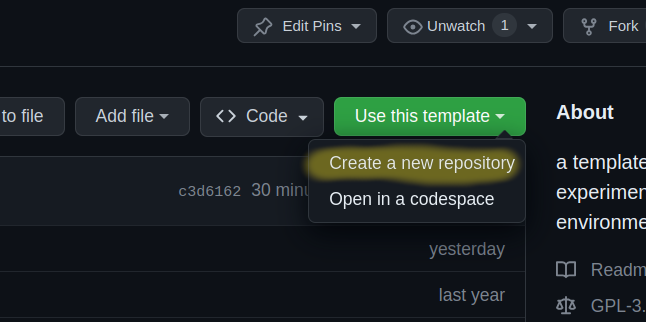 Edit Pins
Unwatch 1
Fork
to file
Add file
Code
Use this template
About
Create a new repository
Open in a codespace
a template
experimen
environme
c3d6162 30 minu
yesterday
last year
Readm
GPL-3.